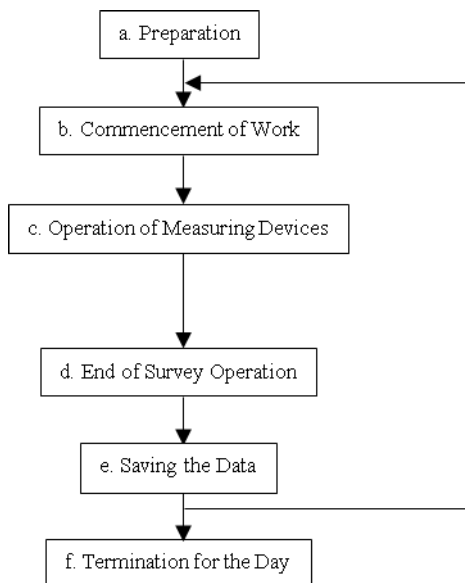 a. Preparation
b. Commencement of Work
c. Operation of Measuring Devices
d. End of Survey Operation
e. Saving the Data
f. Termination for the Day